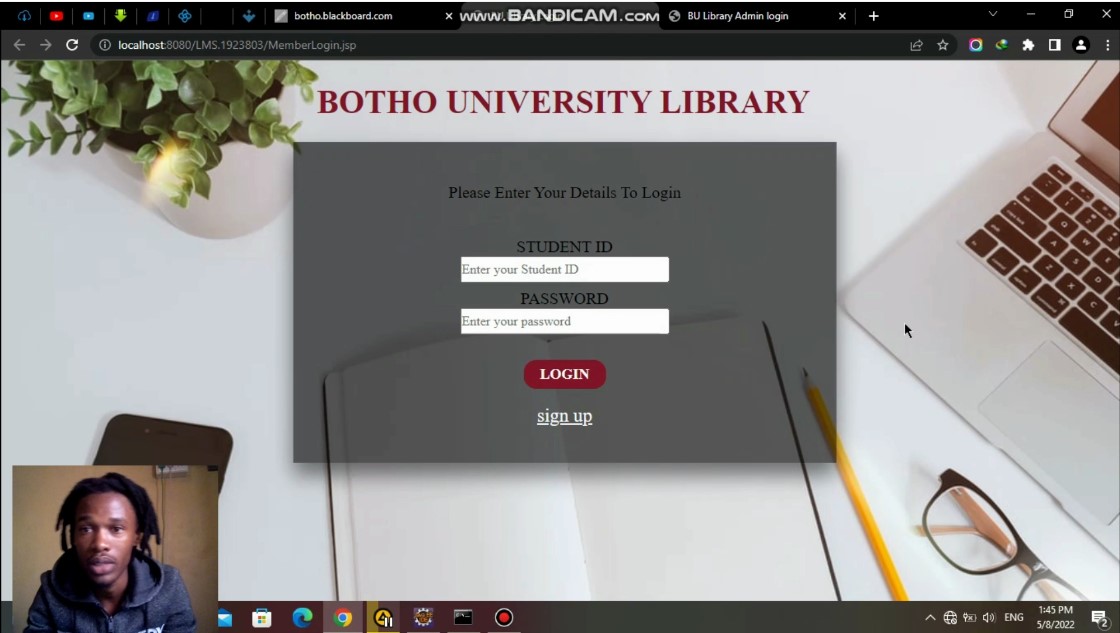 botho.blackboard.com
WWW.BANDICAM.COM
BU Library Admin login
localhost:8080/LMS.1923803/MemberLogin.jsp
BOTHO UNIVERSITY LIBRARY
Please Enter Your Details To Login
STUDENT ID
Enter your Student ID
PASSWORD
Enter your password
LOGIN
sign up
ENG
1:45 PM
5/8/2022
2